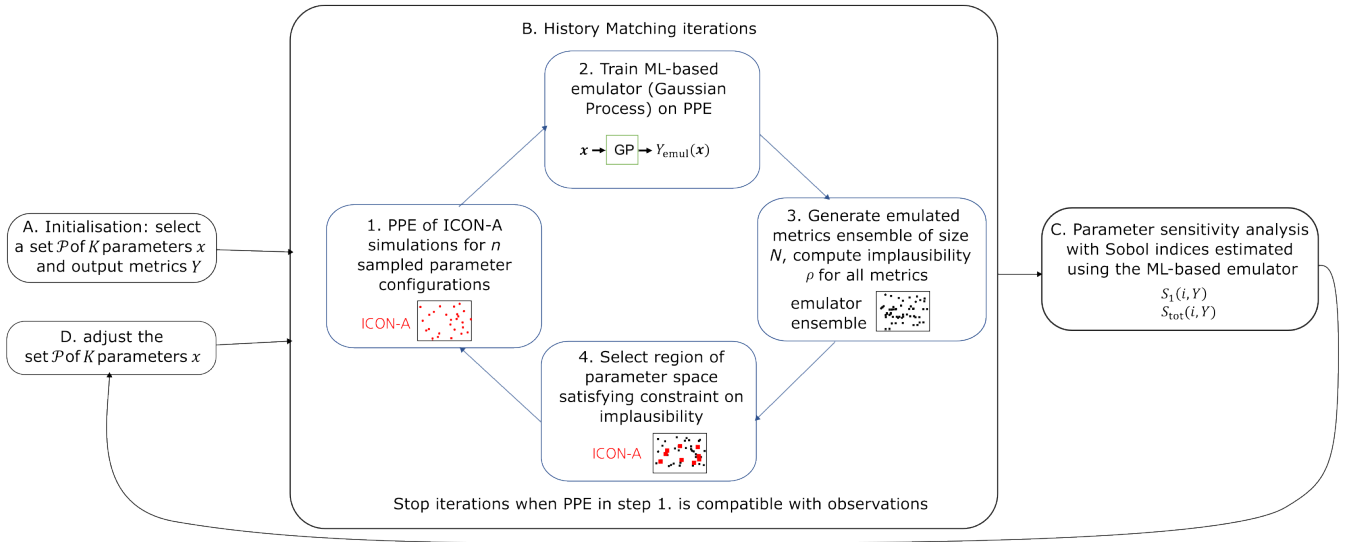 B. History Matching iterations
2. Train ML-based
emulator (Gaussian
Process) on PPE
x GP Yemul(x)
1. PPE of ICON-A
simulations for n
sampled parameter
configurations
ICON-A
3. Generate emulated
metrics ensemble of size
N, compute implausibility
ρ for all metrics
emulator
ensemble
4. Select region of
parameter space
satisfying constraint on
implausibility
ICON-A
Stop iterations when PPE in step 1. is compatible with observations
A. Initialisation: select
a set 𝒫 of K parameters x
and output metrics Y
D. adjust the
set 𝒫 of K parameters x
C. Parameter sensitivity analysis
with Sobol indices estimated
using the ML-based emulator
S₁(i, Y)
Stot(i, Y)